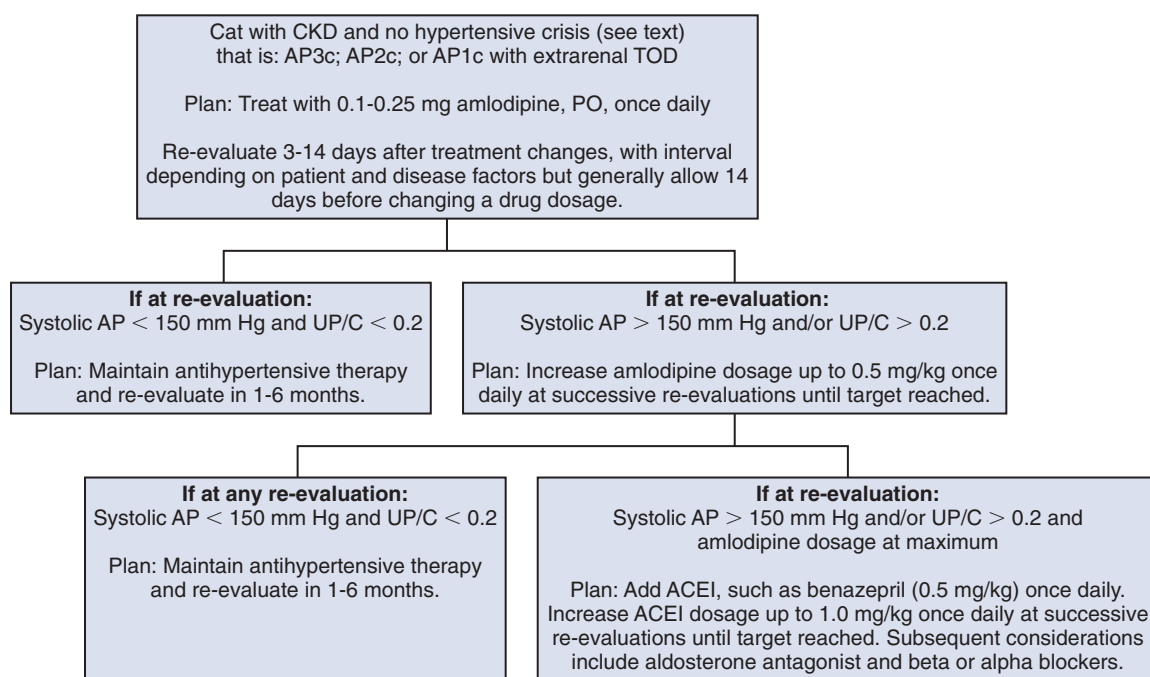 Cat with CKD and no hypertensive crisis (see text)
that is: AP3c; AP2c; or AP1c with extrarenal TOD
Plan: Treat with 0.1-0.25 mg amlodipine, PO, once daily
Re-evaluate 3-14 days after treatment changes, with interval
depending on patient and disease factors but generally allow 14
days before changing a drug dosage.
If at re-evaluation:
Systolic AP < 150 mm Hg and UP/C < 0.2
Plan: Maintain antihypertensive therapy
and re-evaluate in 1-6 months.
If at re-evaluation:
Systolic AP > 150 mm Hg and/or UP/C > 0.2
Plan: Increase amlodipine dosage up to 0.5 mg/kg once
daily at successive re-evaluations until target reached.
If at any re-evaluation:
Systolic AP < 150 mm Hg and UP/C < 0.2
Plan: Maintain antihypertensive therapy
and re-evaluate in 1-6 months.
If at re-evaluation:
Systolic AP > 150 mm Hg and/or UP/C > 0.2 and
amlodipine dosage at maximum
Plan: Add ACEI, such as benazepril (0.5 mg/kg) once daily.
Increase ACEI dosage up to 1.0 mg/kg once daily at successive
re-evaluations until target reached. Subsequent considerations
include aldosterone antagonist and beta or alpha blockers.